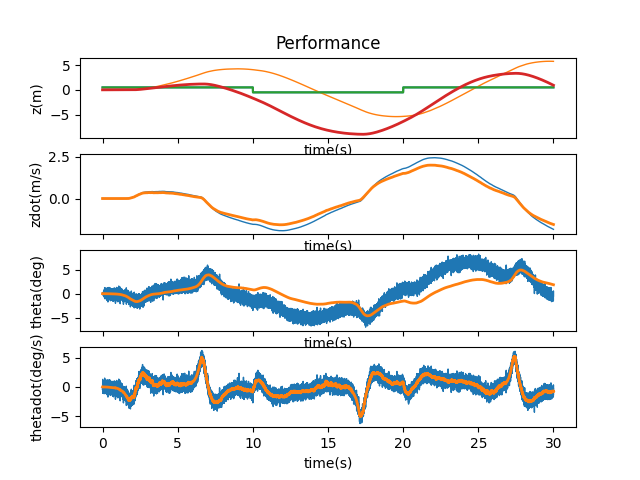 Performance
z(m)
5
0
−5
time(s)
zdot(m/s)
2.5
0.0
time(s)
theta(deg)
5
0
−5
time(s)
thetadot(deg/s)
5
0
−5
0 5 10 15 20 25 30
time(s)